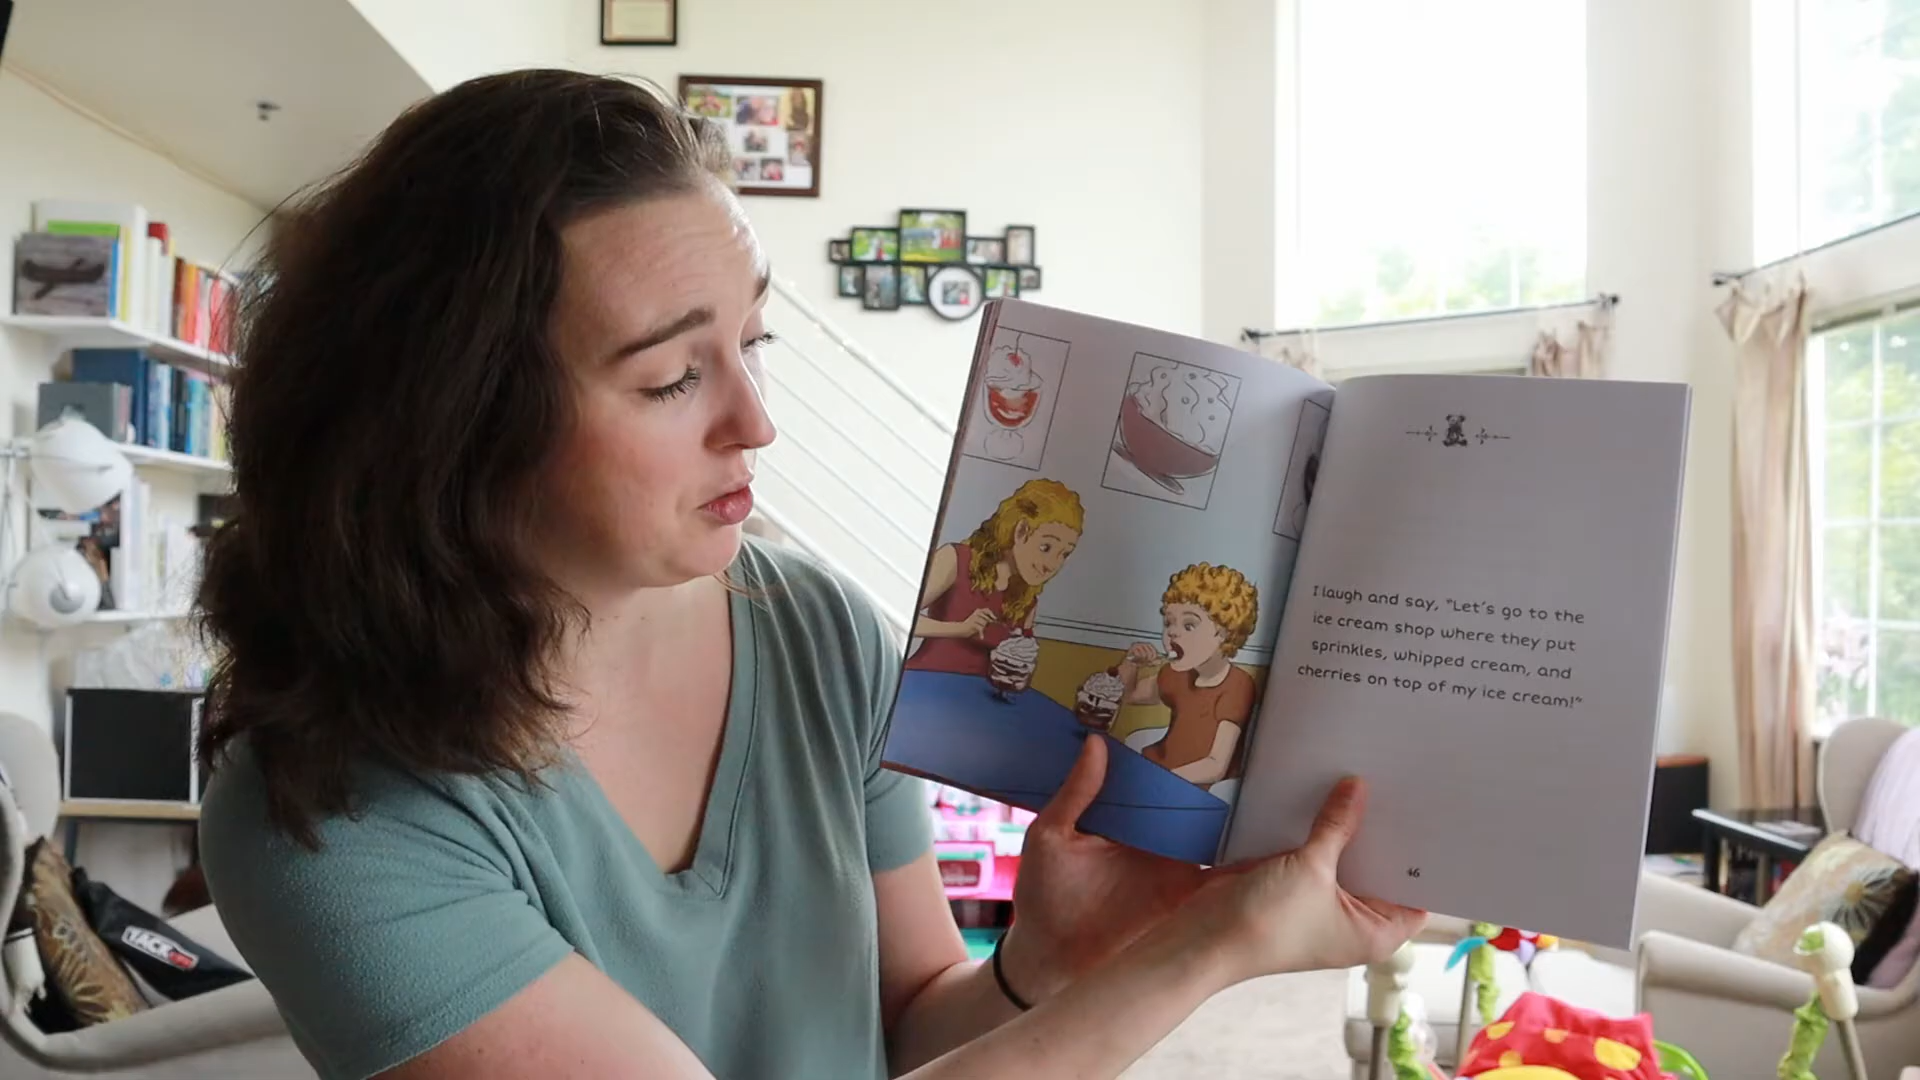 I laugh and say, "Let's go to the
ice cream shop where they put
sprinkles, whipped cream, and
cherries on top of my ice cream!"
46